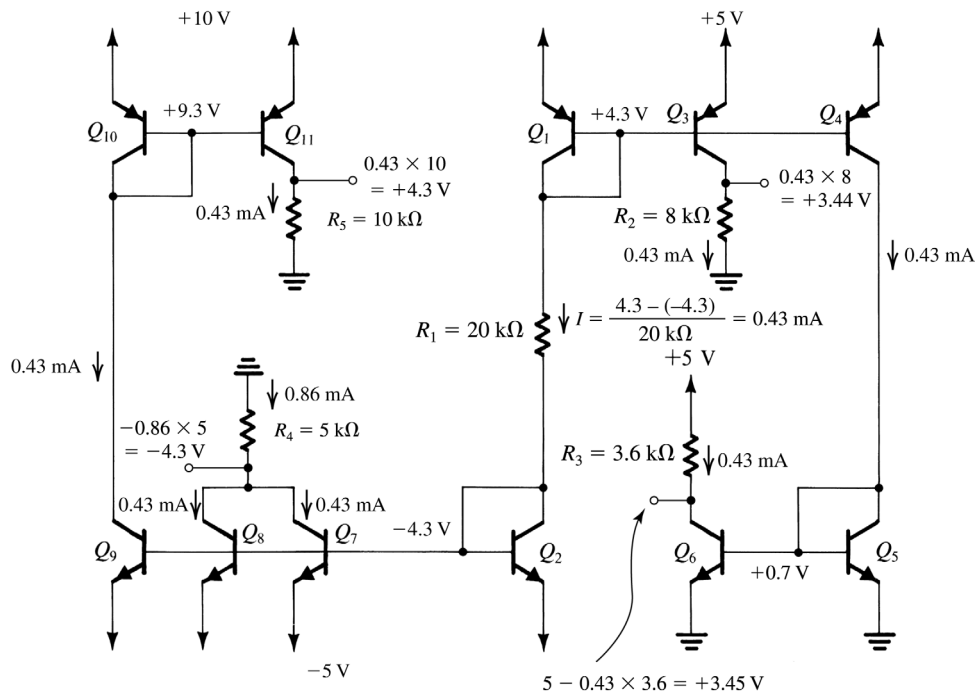 +10 V
+5 V
Q10
+9.3 V
Q11
Q1
+4.3 V
Q3
Q4
0.43 × 10
= +4.3 V
0.43 × 8
= +3.44 V
0.43 mA
R5 = 10 kΩ
R2 = 8 kΩ
0.43 mA
0.43 mA
R1 = 20 kΩ
I = 4.3 – (–4.3) / 20 kΩ = 0.43 mA
+5 V
0.43 mA
0.86 mA
–0.86 × 5
= –4.3 V
R4 = 5 kΩ
R3 = 3.6 kΩ
0.43 mA
0.43 mA
0.43 mA
Q9
Q8
Q7
–4.3 V
Q2
Q6
+0.7 V
Q5
–5 V
5 – 0.43 × 3.6 = +3.45 V